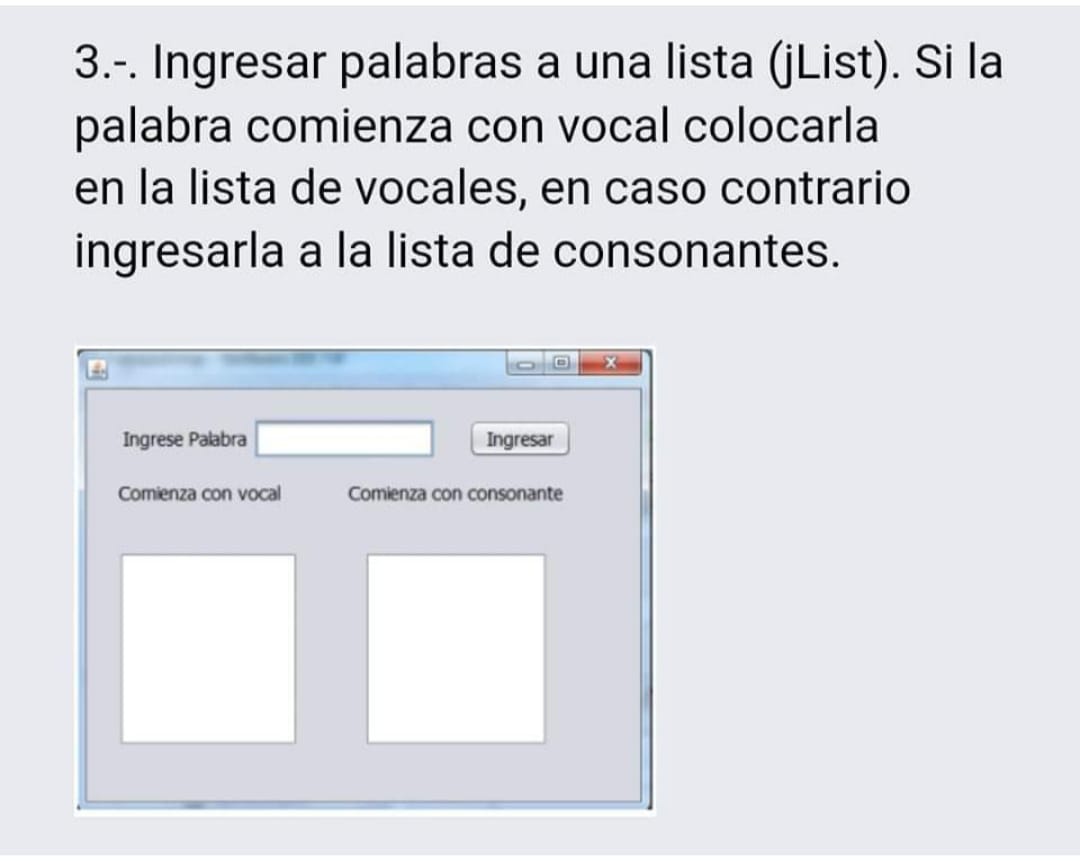 3.-. Ingresar palabras a una lista (jList). Si la
palabra comienza con vocal colocarla
en la lista de vocales, en caso contrario
ingresarla a la lista de consonantes.
Ingrese Palabra
Ingresar
Comienza con vocal
Comienza con consonante